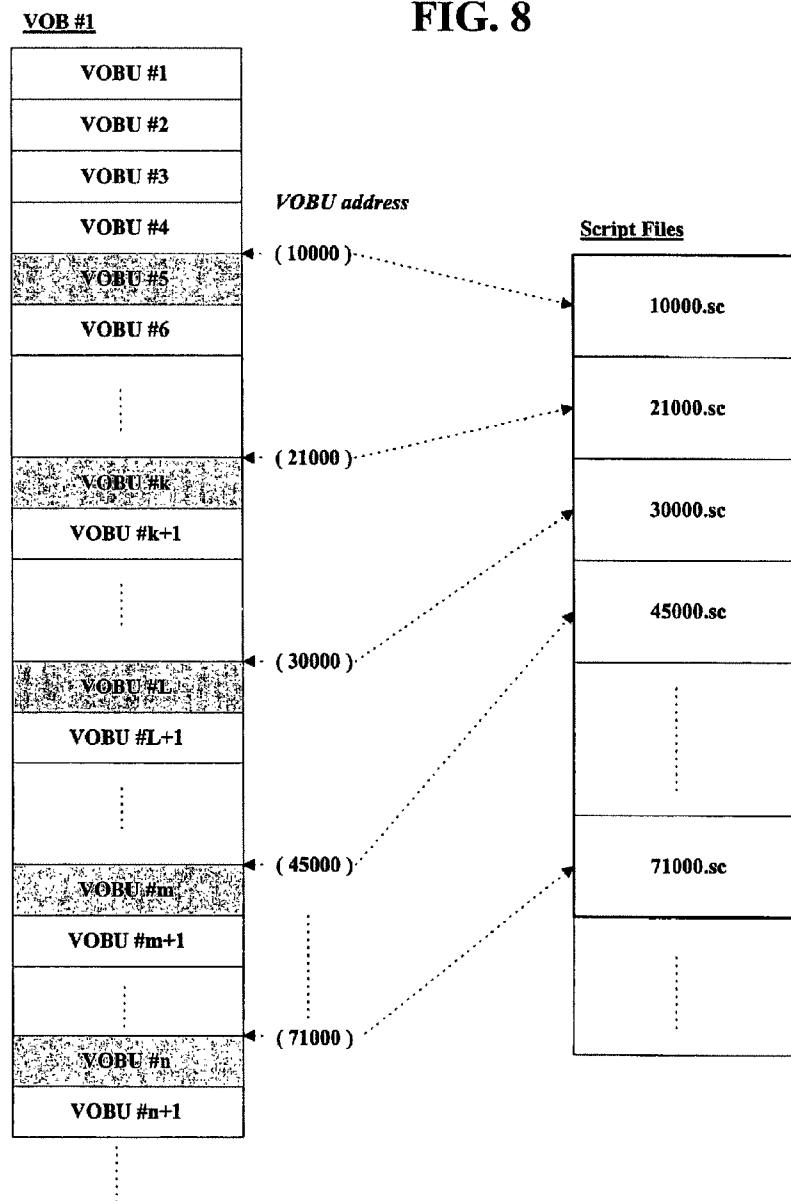 FIG. 8
VOB #1
VOBU #1
VOBU #2
VOBU #3
VOBU #4
VOBU #5
VOBU #6
VOBU #k
VOBU #k+1
VOBU #L
VOBU #L+1
VOBU #m
VOBU #m+1
VOBU #n
VOBU #n+1
VOBU address
( 10000 )
( 21000 )
( 30000 )
( 45000 )
( 71000 )
Script Files
10000.sc
21000.sc
30000.sc
45000.sc
71000.sc